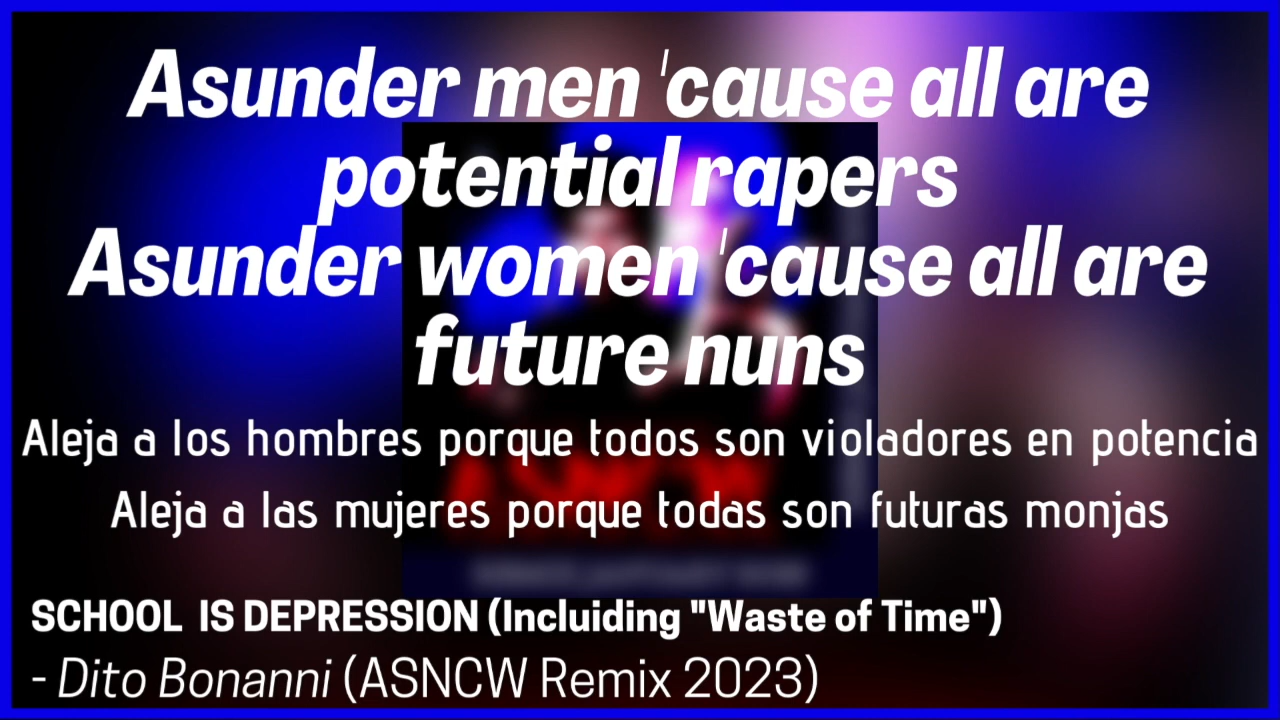 Asunder men 'cause all are
potential rapers
Asunder women 'cause all are
future nuns
Aleja a los hombres porque todos son violadores en potencia
Aleja a las mujeres porque todas son futuras monjas
ASNCW
SCHOOL IS DEPRESSION (Incluiding "Waste of Time")
- Dito Bonanni (ASNCW Remix 2023)